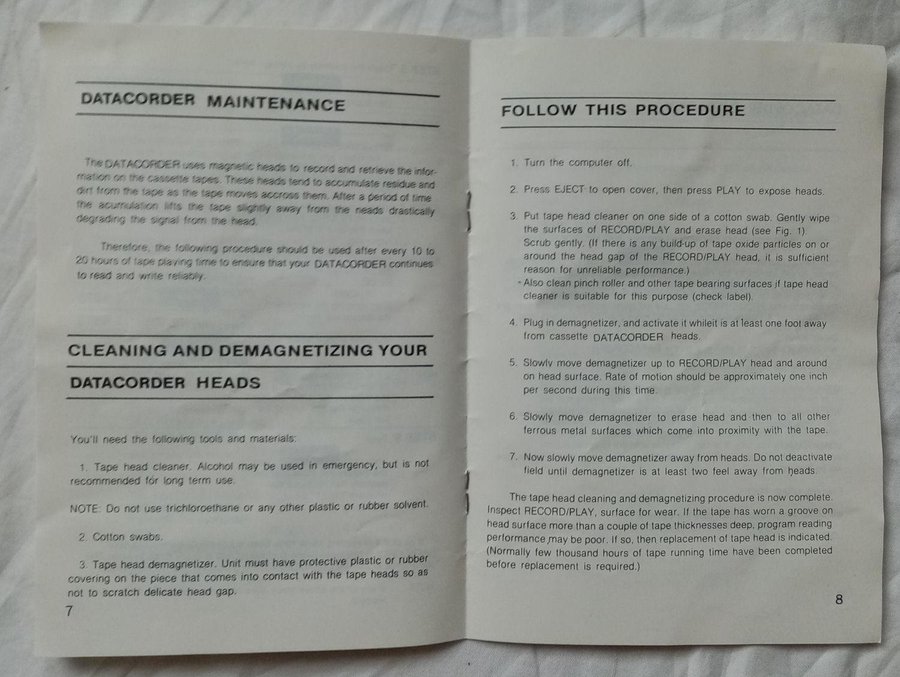 DATACORDER MAINTENANCE
The DATACORDER uses magnetic heads to record and retrieve the infor-
mation on the cassette tapes. These heads tend to accumulate residue and
dirt from the tape as the tape moves accross them. After a period of time
the acumulation lifts the tape slightly away from the heads drastically
degrading the signal from the head.
Therefore, the following procedure should be used after every 10 to
20 hours of tape playing time to ensure that your DATACORDER continues
to read and write reliably.
CLEANING AND DEMAGNETIZING YOUR
DATACORDER HEADS
You'll need the following tools and materials:
1. Tape head cleaner. Alcohol may be used in emergency, but is not
recommended for long term use.
NOTE: Do not use trichloroethane or any other plastic or rubber solvent.
2. Cotton swabs.
3. Tape head demagnetizer. Unit must have protective plastic or rubber
covering on the piece that comes into contact with the tape heads so as
not to scratch delicate head gap.
7
FOLLOW THIS PROCEDURE
1. Turn the computer off.
2. Press EJECT to open cover, then press PLAY to expose heads.
3. Put tape head cleaner on one side of a cotton swab. Gently wipe
the surfaces of RECORD/PLAY and erase head (see Fig. 1).
Scrub gently. (If there is any build-up of tape oxide particles on or
around the head gap of the RECORD/PLAY head, it is sufficient
reason for unreliable performance.)
- Also clean pinch roller and other tape bearing surfaces if tape head
cleaner is suitable for this purpose (check label).
4. Plug in demagnetizer, and activate it whileit is at least one foot away
from cassette DATACORDER heads.
5. Slowly move demagnetizer up to RECORD/PLAY head and around
on head surface. Rate of motion should be approximately one inch
per second during this time.
6. Slowly move demagnetizer to erase head and then to all other
ferrous metal surfaces which come into proximity with the tape.
7. Now slowly move demagnetizer away from heads. Do not deactivate
field until demagnetizer is at least two feel away from heads.
The tape head cleaning and demagnetizing procedure is now complete.
Inspect RECORD/PLAY, surface for wear. If the tape has worn a groove on
head surface more than a couple of tape thicknesses deep, program reading
performance may be poor. If so, then replacement of tape head is indicated.
(Normally few thousand hours of tape running time have been completed
before replacement is required.)
8